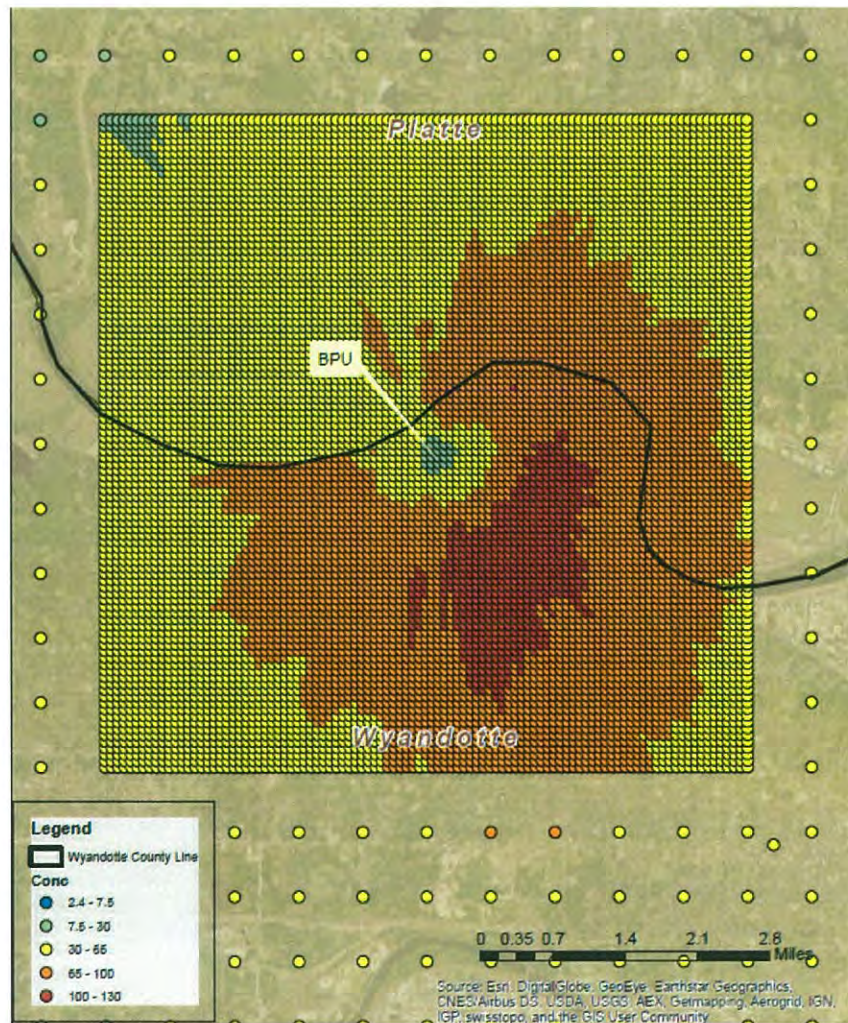 Platte
BPU
Wyandotte
Legend
Wyandotte County Line
Conc
2.4 - 7.5
7.5 - 30
30 - 65
65 - 100
100 - 130
0 0.35 0.7 1.4 2.1 2.8
Miles
Source: Esri, DigitalGlobe, GeoEye, Earthstar Geographics,
CNES/Airbus DS, USDA, USGS, AEX, Getmapping, Aerogrid, IGN,
IGP, swisstopo, and the GIS User Community